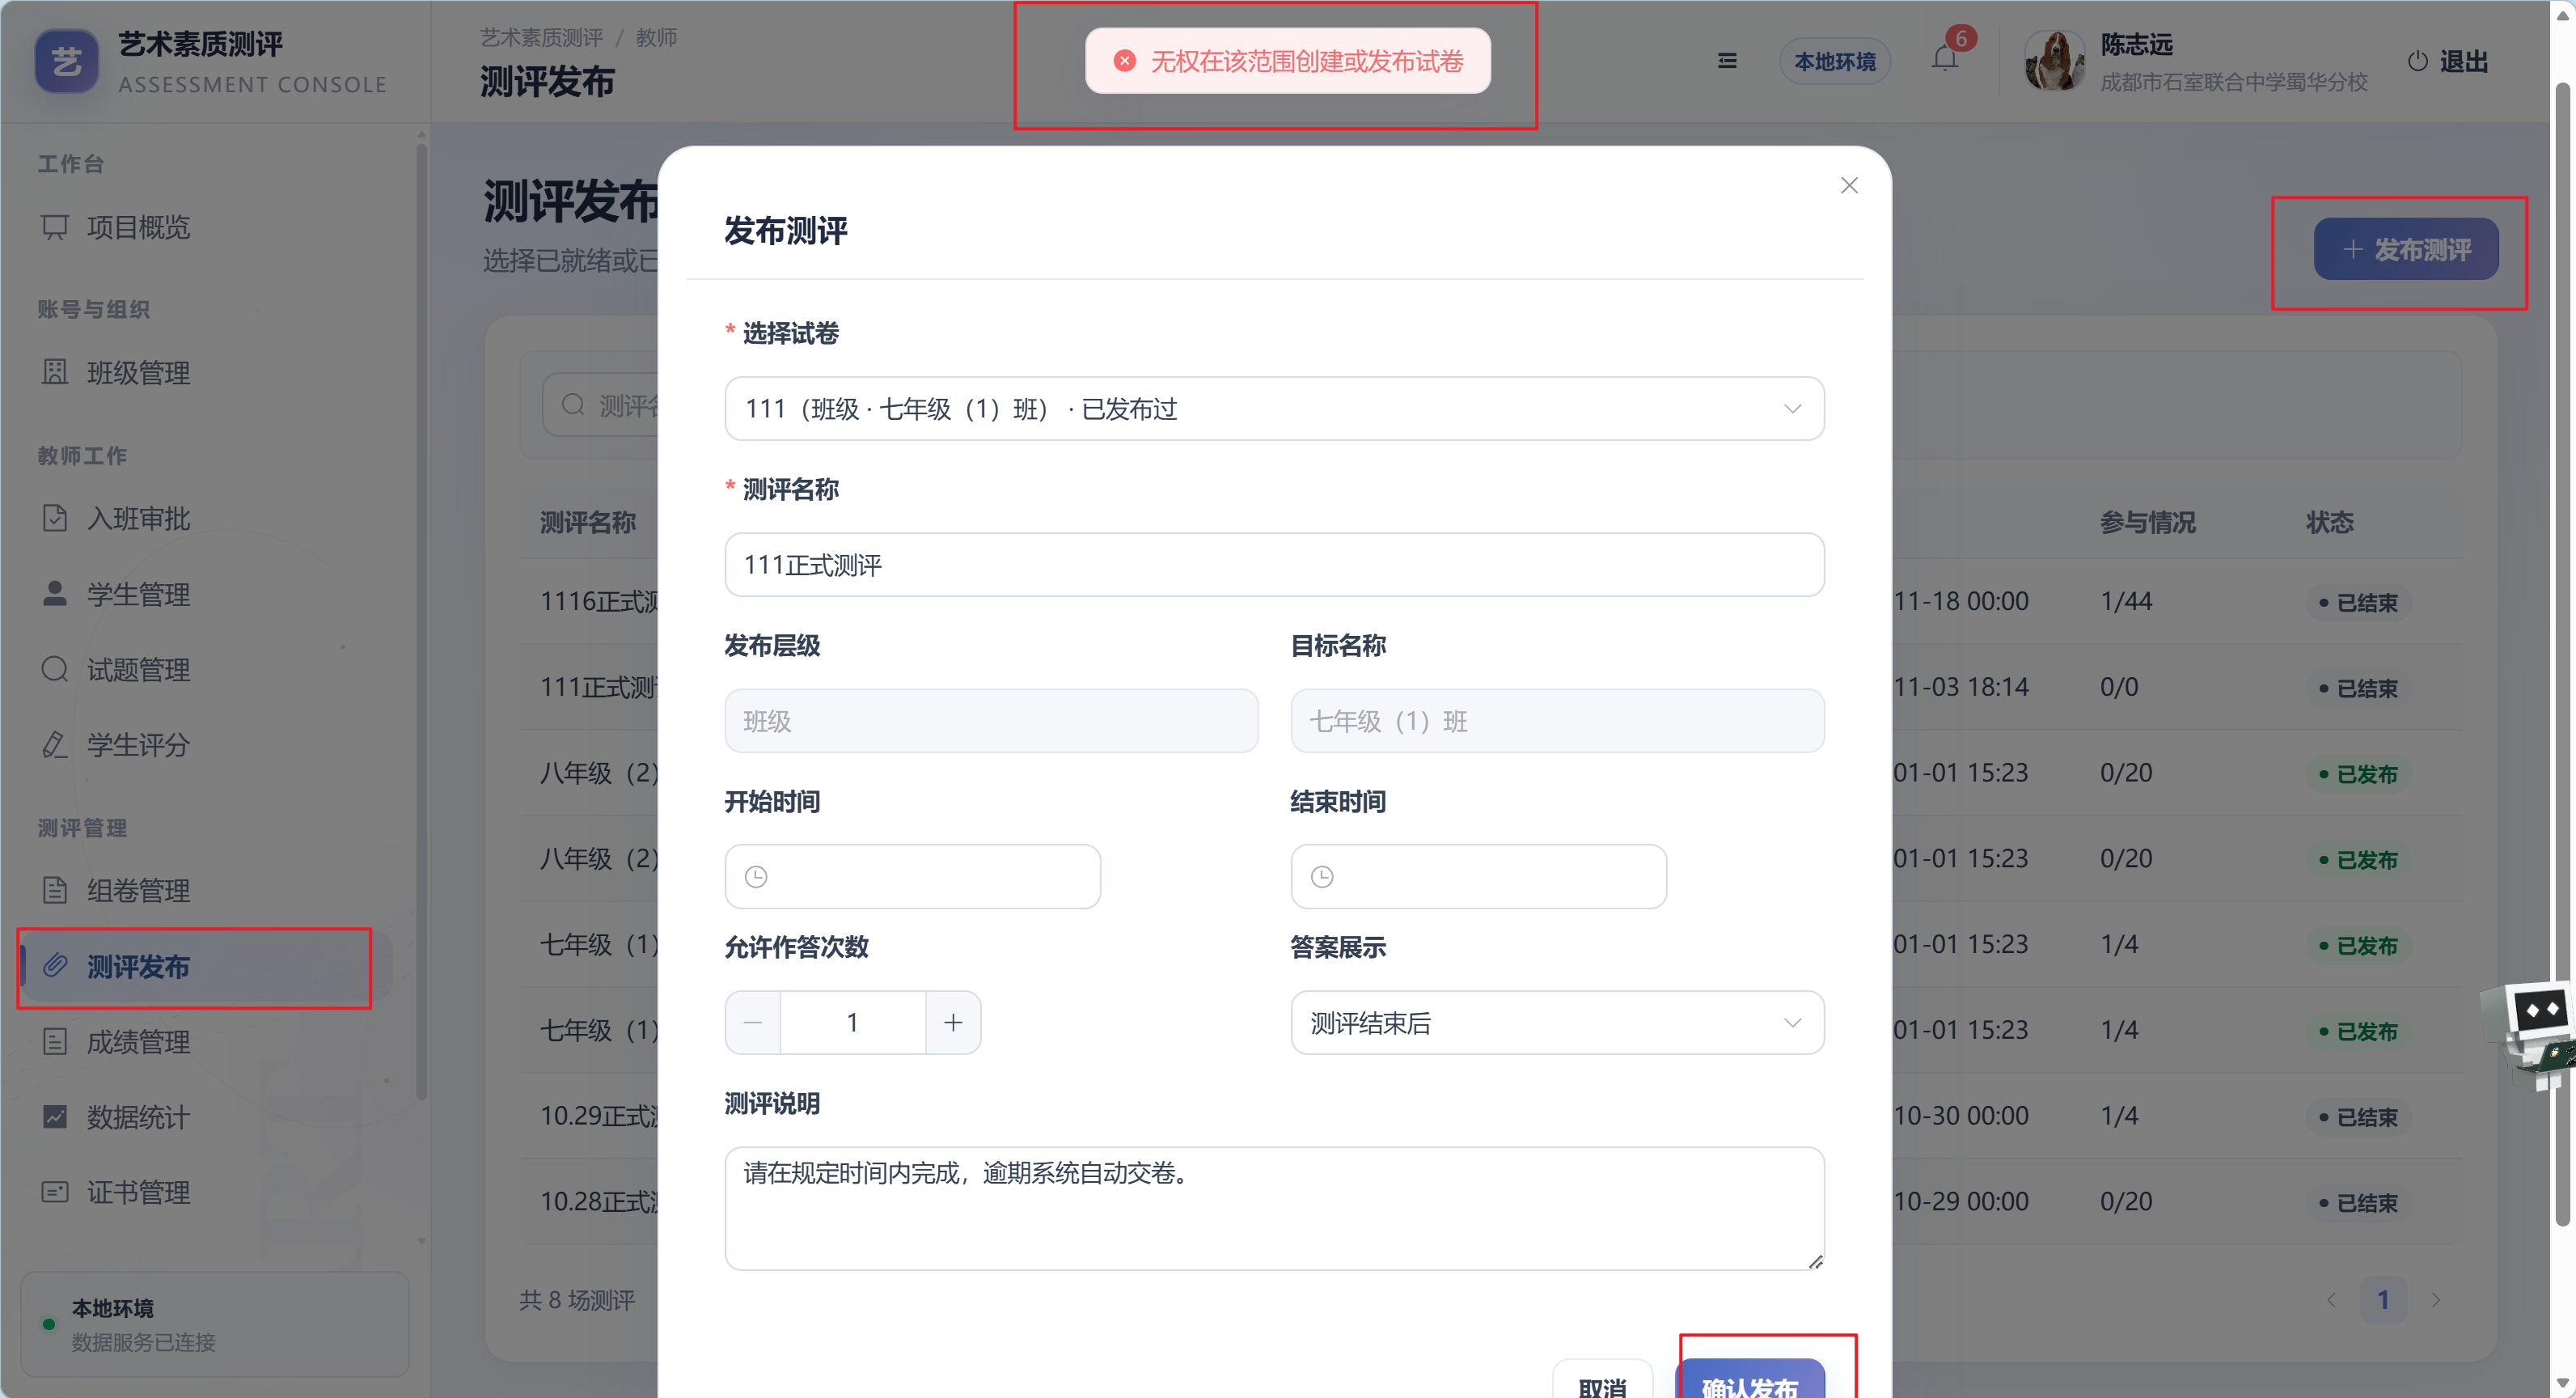 艺
艺术素质测评
ASSESSMENT CONSOLE
艺术素质测评 / 教师
测评发布
无权在该范围创建或发布试卷
本地环境
6
陈志远
成都市石室联合中学蜀华分校
退出
工作台
项目概览
账号与组织
班级管理
教师工作
入班审批
学生管理
试题管理
学生评分
测评管理
组卷管理
测评发布
成绩管理
数据统计
证书管理
本地环境
数据服务已连接
测评发布
选择已就绪或已
+ 发布测评
测评名称 参与情况 状态
1116正式测 11-18 00:00 1/44 已结束
111正式测 11-03 18:14 0/0 已结束
八年级（2） 01-01 15:23 0/20 已发布
八年级（2） 01-01 15:23 0/20 已发布
七年级（1） 01-01 15:23 1/4 已发布
七年级（1） 01-01 15:23 1/4 已发布
10.29正式 10-30 00:00 1/4 已结束
10.28正式 10-29 00:00 0/20 已结束
共 8 场测评
1
发布测评
* 选择试卷
111（班级 · 七年级（1）班） · 已发布过
* 测评名称
111正式测评
发布层级 目标名称
班级 七年级（1）班
开始时间 结束时间
允许作答次数 答案展示
1 测评结束后
测评说明
请在规定时间内完成，逾期系统自动交卷。
取消 确认发布